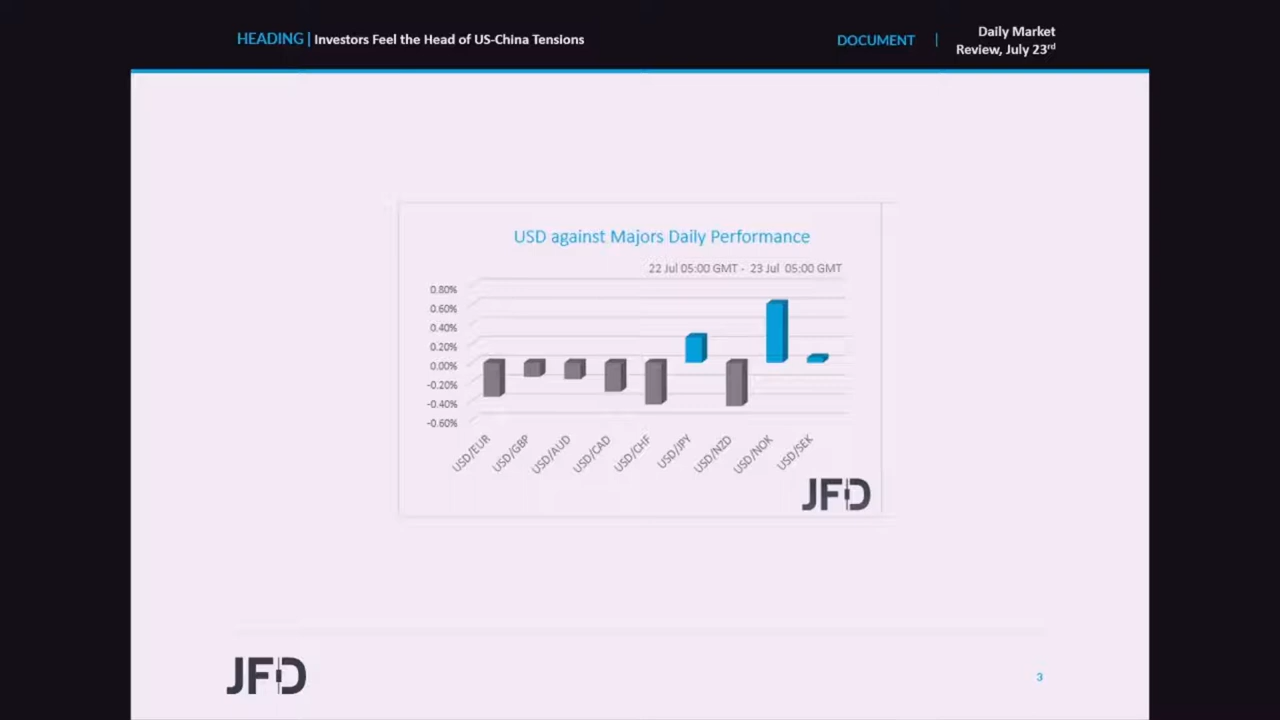 HEADING | Investors Feel the Head of US-China Tensions
DOCUMENT | Daily Market
Review, July 23rd
USD against Majors Daily Performance
22 Jul 05:00 GMT - 23 Jul 05:00 GMT
0.80%
0.60%
0.40%
0.20%
0.00%
-0.20%
-0.40%
-0.60%
USD/EUR
USD/GBP
USD/AUD
USD/CAD
USD/CHF
USD/JPY
USD/NZD
USD/NOK
USD/SEK
JFD
JFD
3